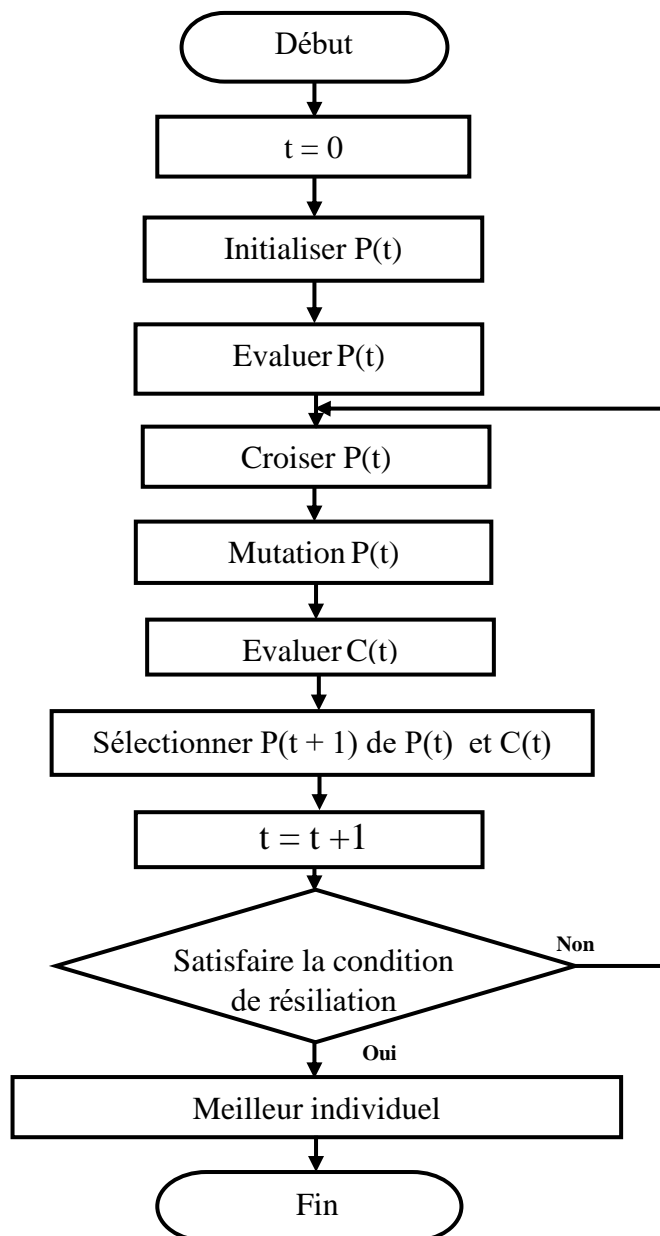 Début
t = 0
Initialiser P(t)
Evaluer P(t)
Croiser P(t)
Mutation P(t)
Evaluer C(t)
Sélectionner P(t + 1) de P(t) et C(t)
t = t +1
Satisfaire la condition
de résiliation
Non
Oui
Meilleur individuel
Fin